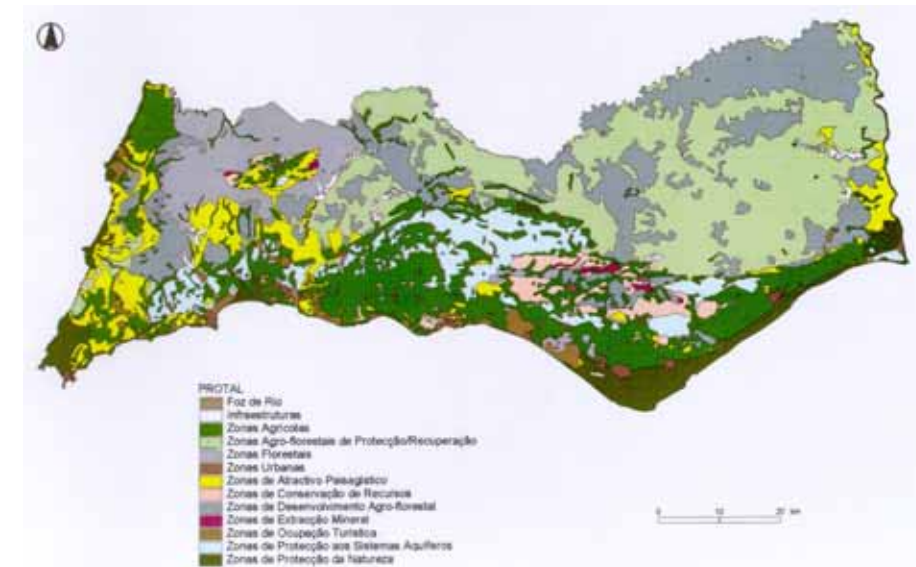 PROTAL
Foz de Rio
Infraestruturas
Zonas Agrícolas
Zonas Agro-florestais de Protecção/Recuperação
Zonas Florestais
Zonas Urbanas
Zonas de Atractivo Paisagístico
Zonas de Conservação de Recursos
Zonas de Desenvolvimento Agro-florestal
Zonas de Extracção Mineral
Zonas de Ocupação Turística
Zonas de Protecção aos Sistemas Aquíferos
Zonas de Protecção da Natureza
0 10 20 km